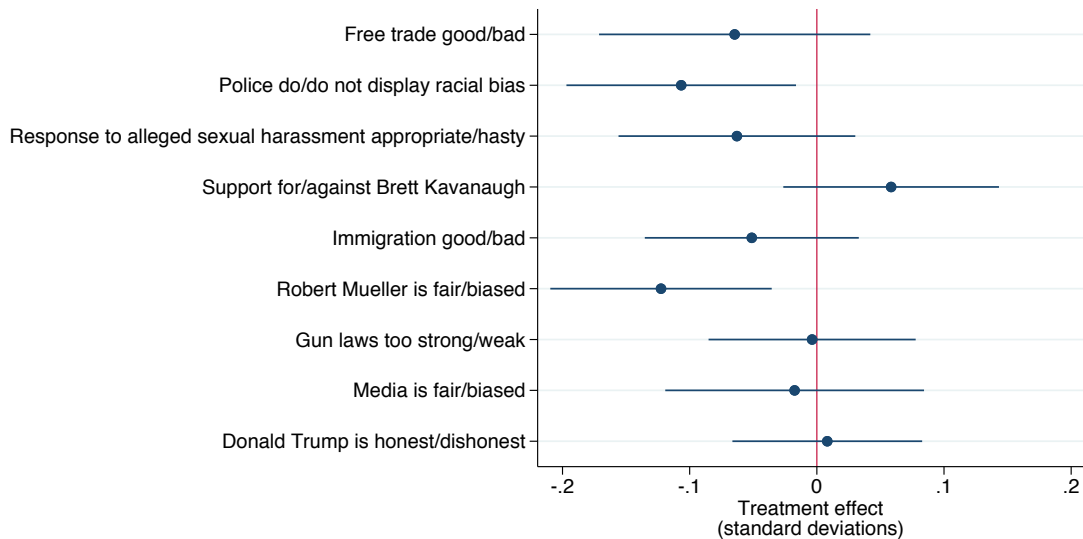 Free trade good/bad
Police do/do not display racial bias
Response to alleged sexual harassment appropriate/hasty
Support for/against Brett Kavanaugh
Immigration good/bad
Robert Mueller is fair/biased
Gun laws too strong/weak
Media is fair/biased
Donald Trump is honest/dishonest
-.2 -.1 0 .1 .2
Treatment effect
(standard deviations)